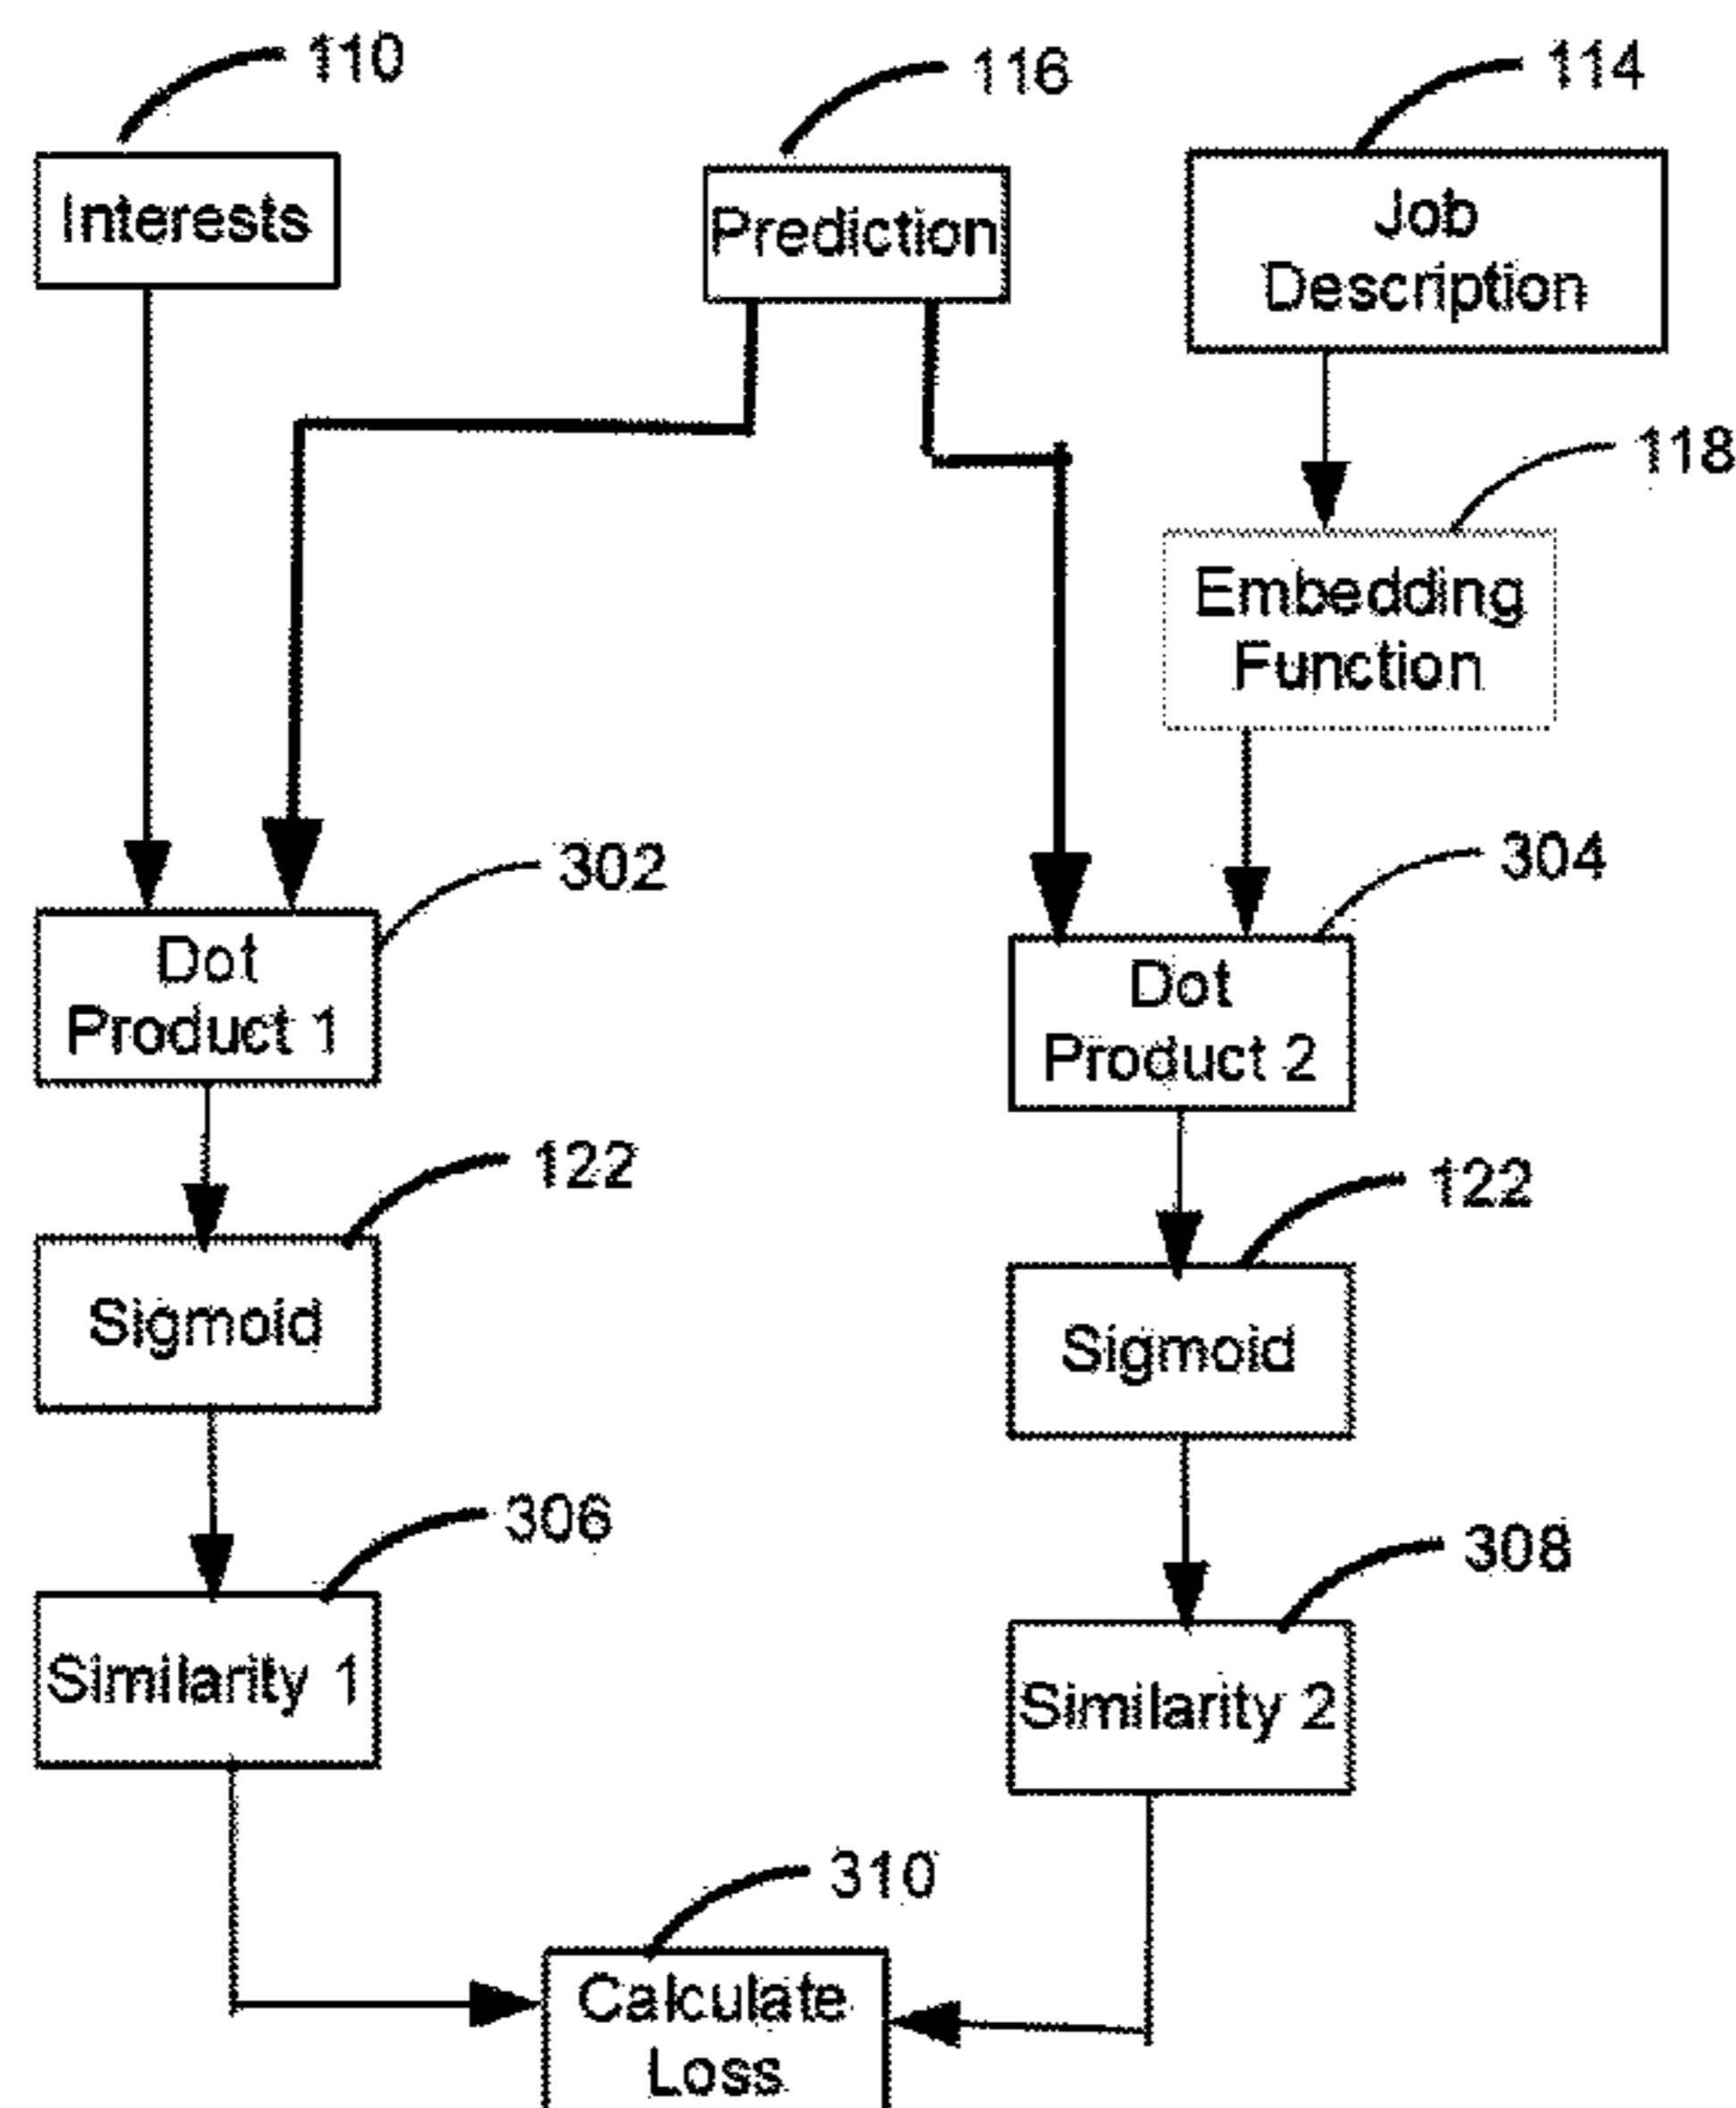 110
116
114
Interests
Prediction
Job
Description
118
Embedding
Function
302
304
Dot
Product 1
Dot
Product 2
122
122
Sigmoid
Sigmoid
306
308
Similarity 1
Similarity 2
310
Calculate
Loss